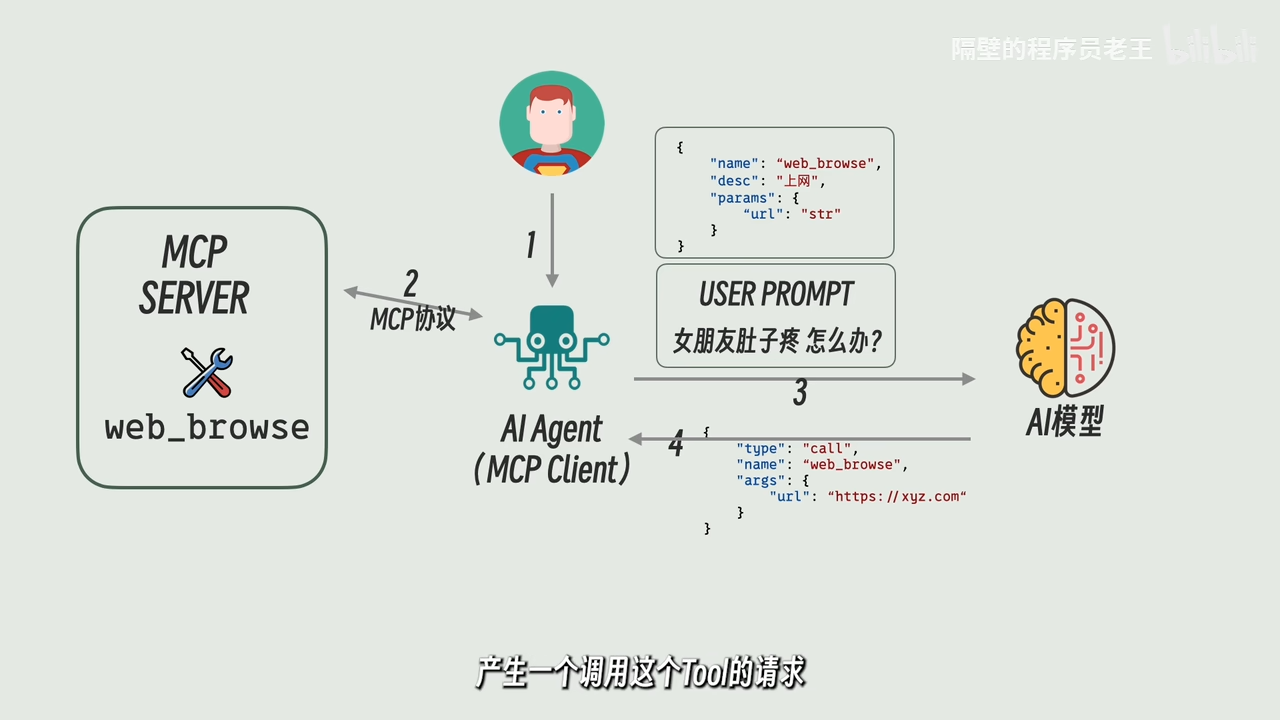 隔壁的程序员老王 bilibili
{
"name": “web_browse",
"desc": "上网",
"params": {
“url": "str"
}
}
1
MCP
SERVER
2
MCP协议
USER PROMPT
女朋友肚子疼 怎么办?
web_browse
3
AI模型
AI Agent
(MCP Client)
4
{
"type": "call",
"name": “web_browse",
"args": {
"url": “https://xyz.com“
}
}
产生一个调用这个Tool的请求